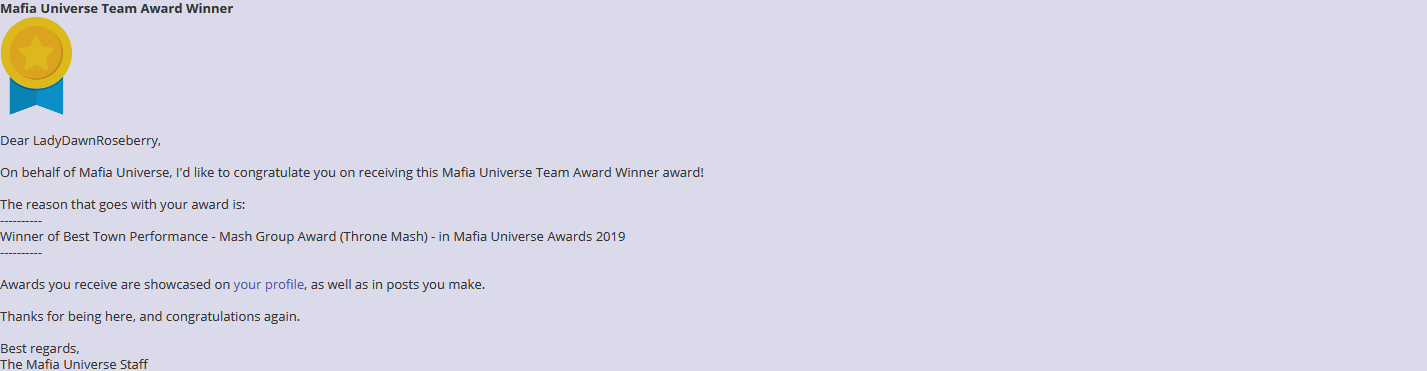 Mafia Universe Team Award Winner
Dear LadyDawnRoseberry,
On behalf of Mafia Universe, I'd like to congratulate you on receiving this Mafia Universe Team Award Winner award!
The reason that goes with your award is:
----------
Winner of Best Town Performance - Mash Group Award (Throne Mash) - in Mafia Universe Awards 2019
----------
Awards you receive are showcased on your profile, as well as in posts you make.
Thanks for being here, and congratulations again.
Best regards,
The Mafia Universe Staff